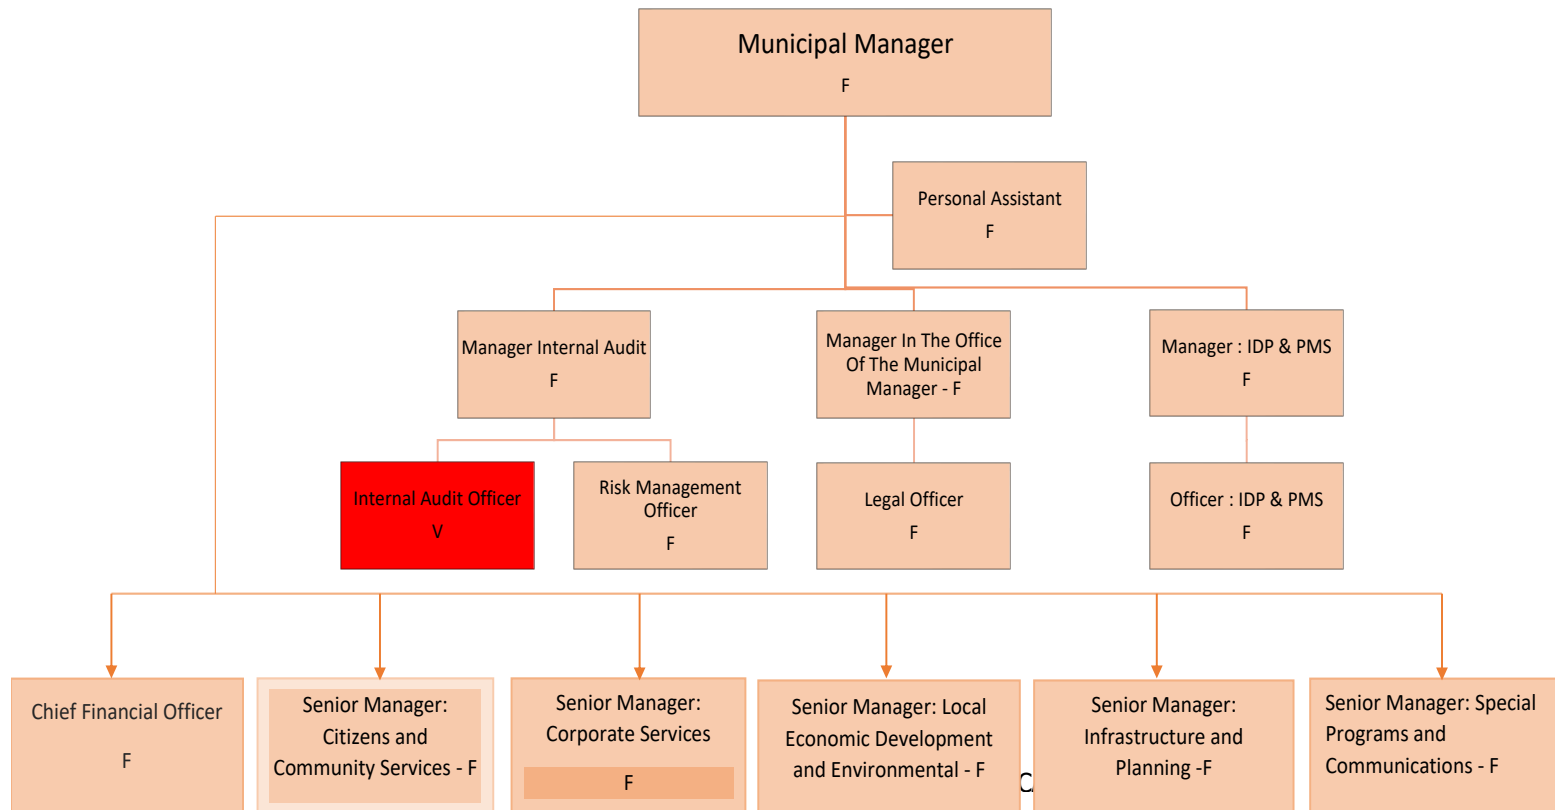 Municipal Manager
F
Personal Assistant
F
Manager Internal Audit
F
Manager In The Office
Of The Municipal
Manager - F
Manager : IDP & PMS
F
Internal Audit Officer
V
Risk Management
Officer
F
Legal Officer
F
Officer : IDP & PMS
F
Chief Financial Officer
F
Senior Manager:
Citizens and
Community Services - F
Senior Manager:
Corporate Services
F
Senior Manager: Local
Economic Development
and Environmental - F
Senior Manager:
Infrastructure and
Planning -F
Senior Manager: Special
Programs and
Communications - F